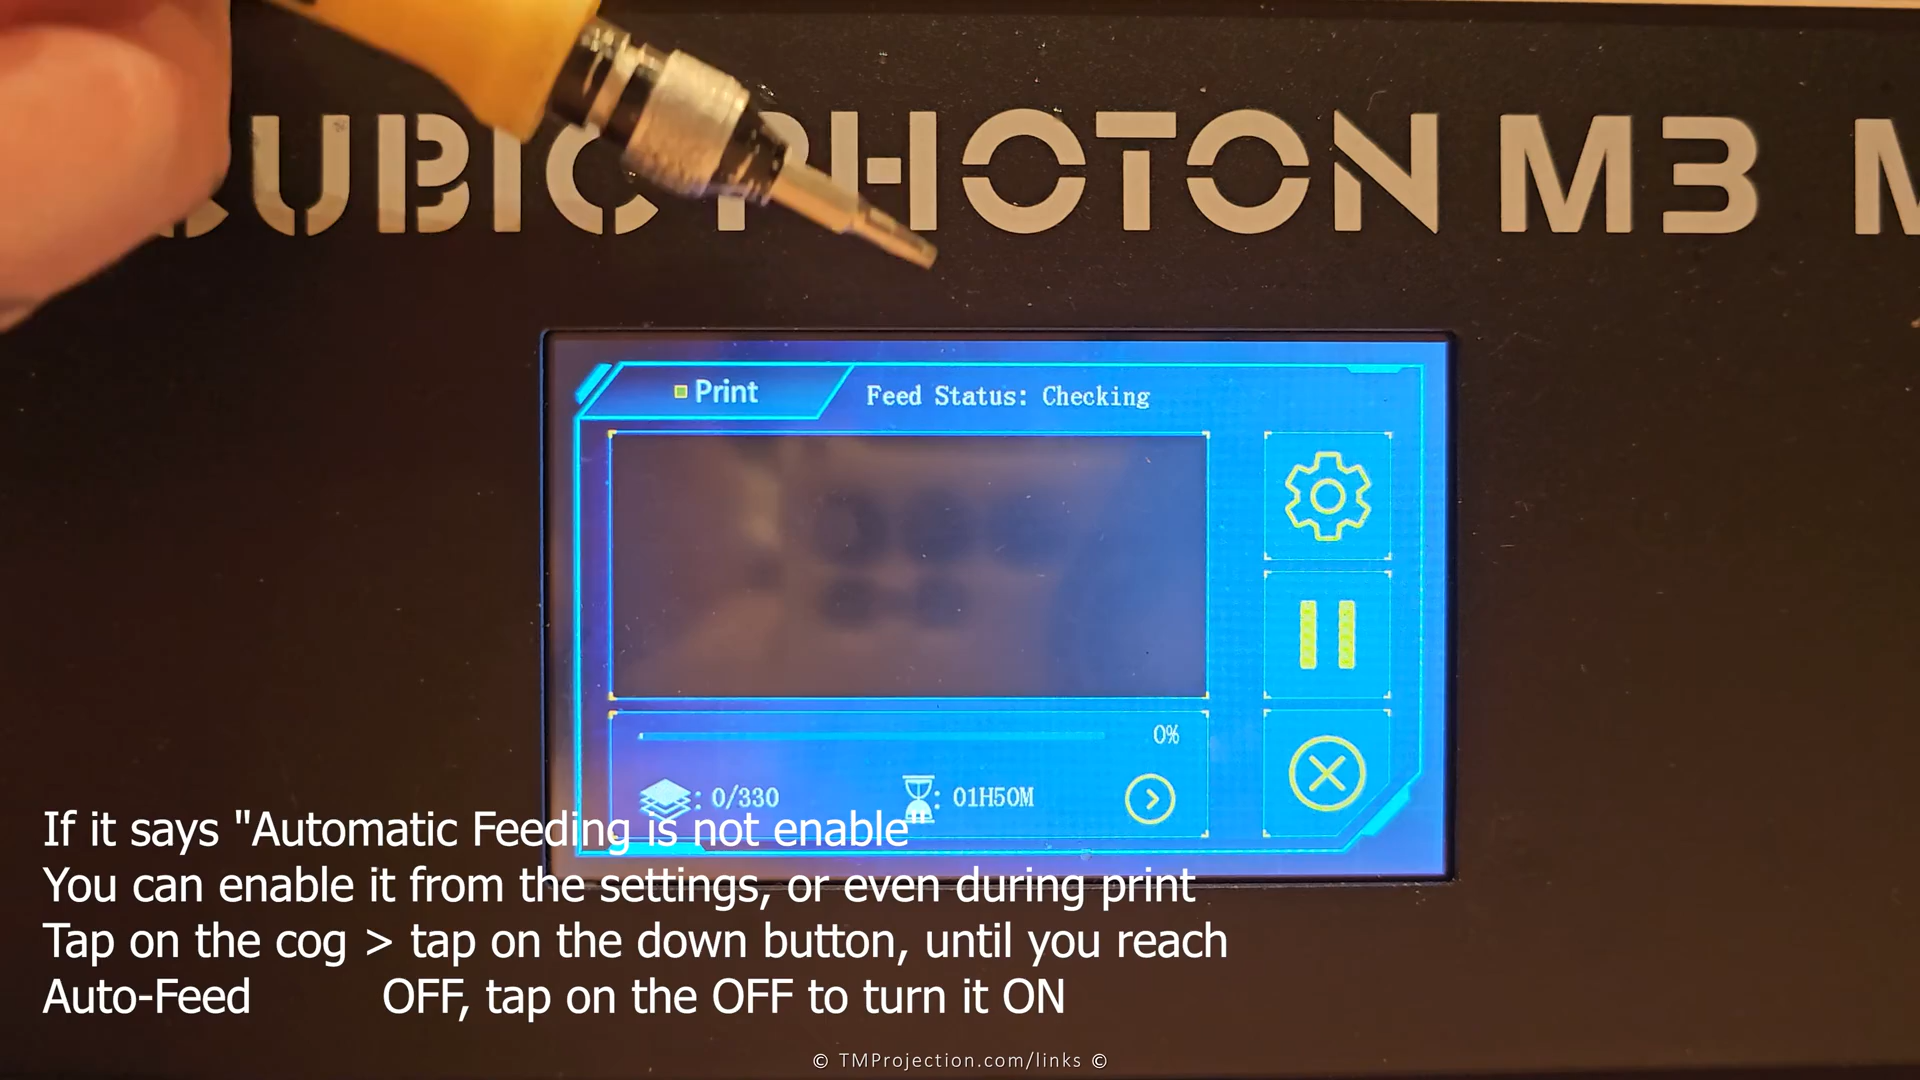 UBIC PHOTON M3 M
Print
Feed Status: Checking
0%
: 0/330
: 01H50M
If it says "Automatic Feeding is not enable"
You can enable it from the settings, or even during print
Tap on the cog > tap on the down button, until you reach
Auto-Feed OFF, tap on the OFF to turn it ON
© TMProjection.com/links ©